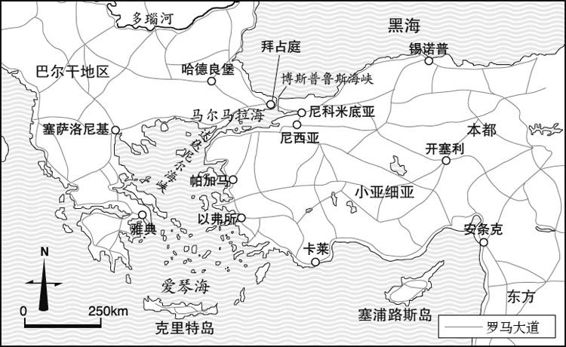 多瑙河
黑海
巴尔干地区
哈德良堡
拜占庭
锡诺普
博斯普鲁斯海峡
马尔马拉海
尼科米底亚
塞萨洛尼基
尼西亚
本都
达达尼尔海峡
开塞利
帕加马
小亚细亚
以弗所
雅典
安条克
卡莱
N
爱琴海
东方
0 250km
克里特岛
塞浦路斯岛
罗马大道